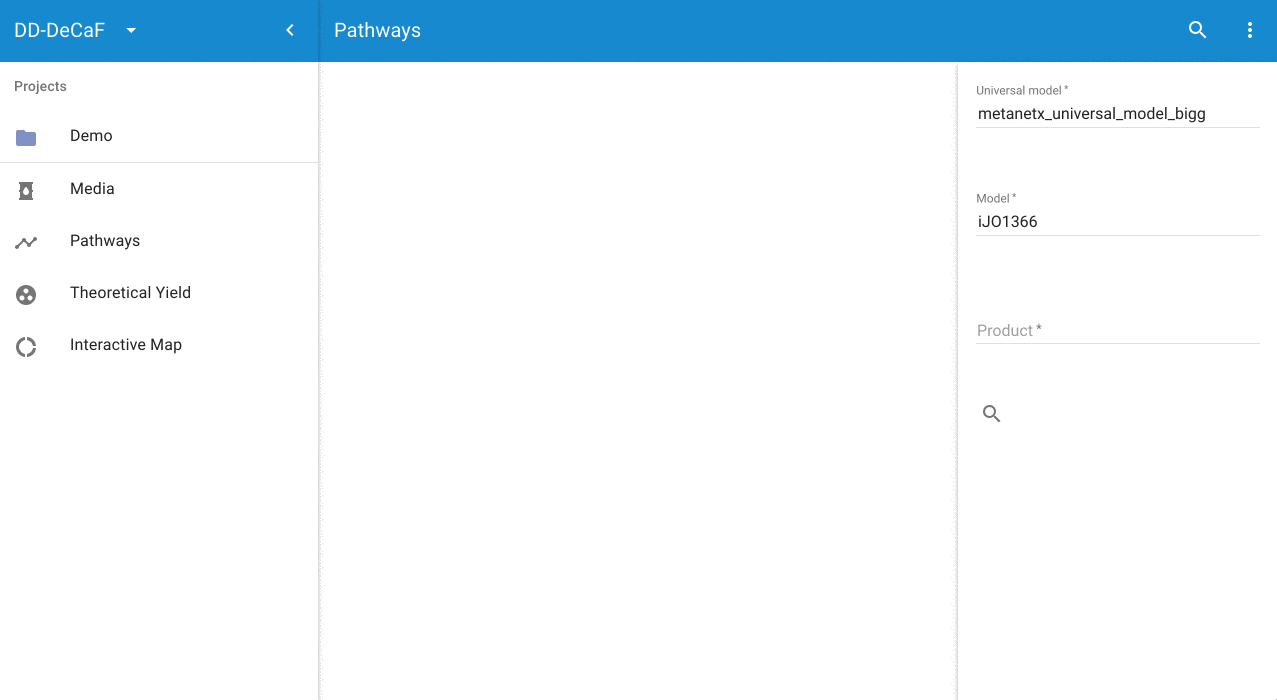 DD-DeCaF
Pathways
Projects
Demo
Media
Pathways
Theoretical Yield
Interactive Map
Universal model *
metanetx_universal_model_bigg
Model *
iJO1366
Product *